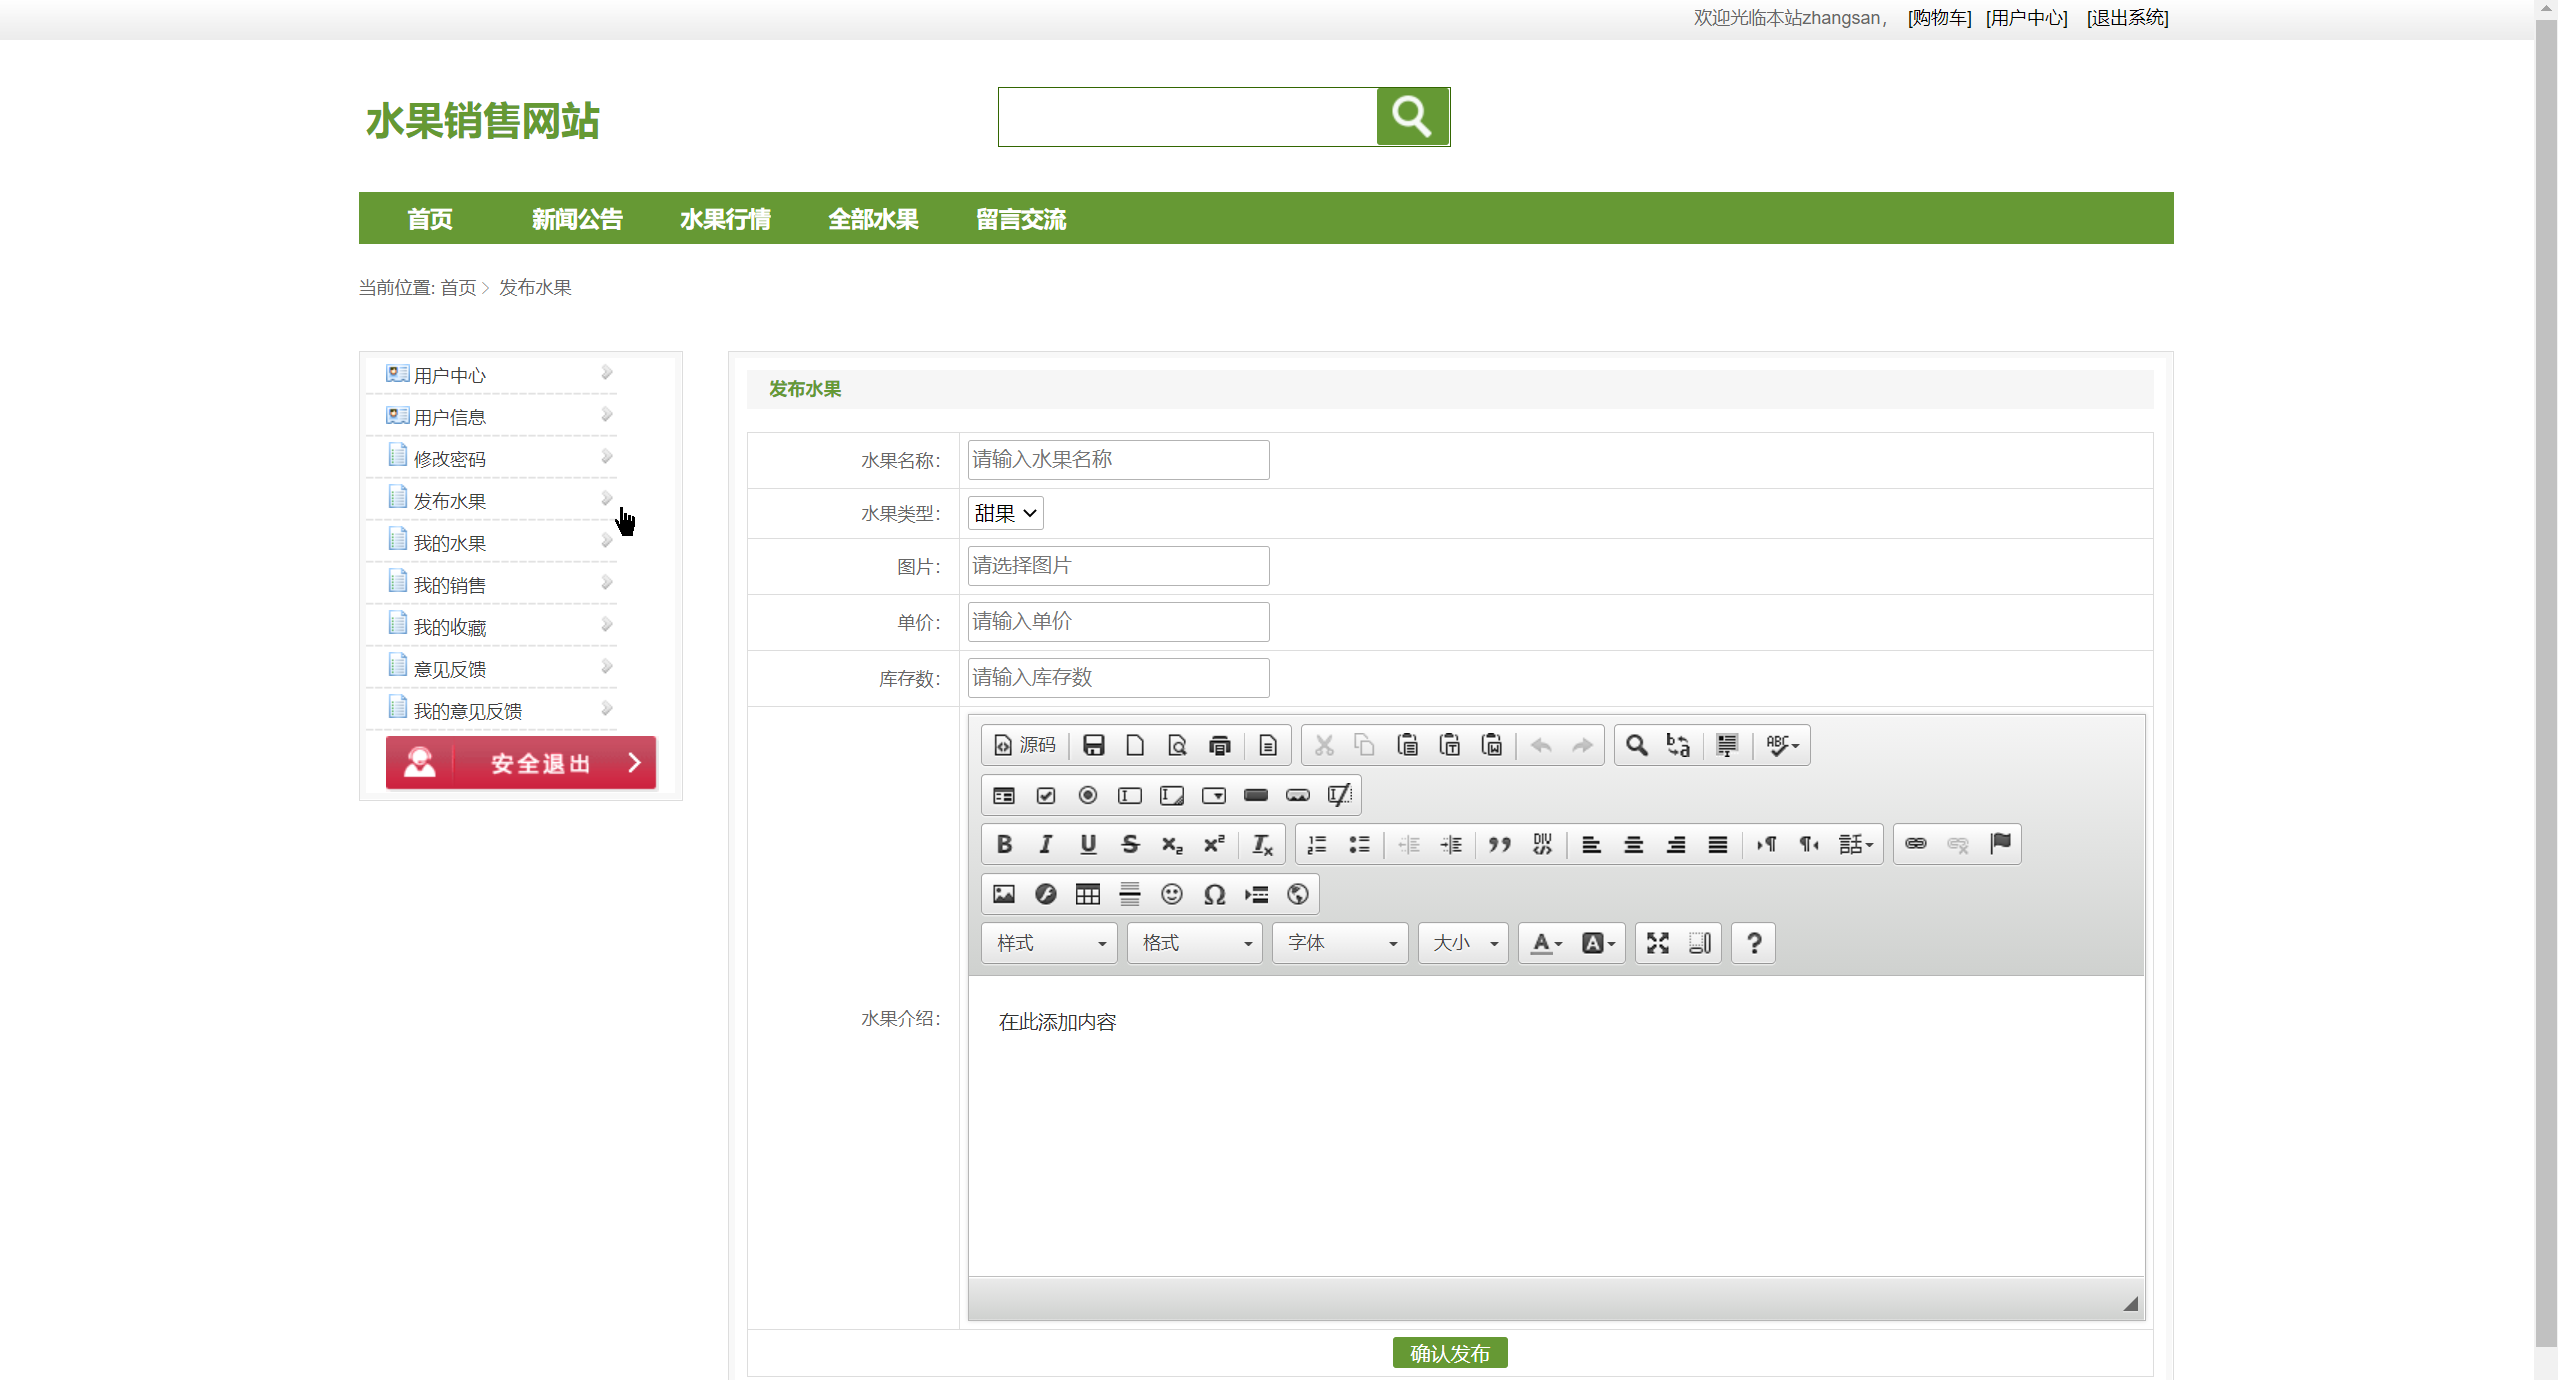 欢迎光临本站zhangsan， [购物车] [用户中心] [退出系统]
水果销售网站
首页 新闻公告 水果行情 全部水果 留言交流
当前位置: 首页 > 发布水果
用户中心
用户信息
修改密码
发布水果
我的水果
我的销售
我的收藏
意见反馈
我的意见反馈
安全退出
发布水果
水果名称： 请输入水果名称
水果类型： 甜果
图片： 请选择图片
单价： 请输入单价
库存数： 请输入库存数
水果介绍：
源码
样式 格式 字体 大小
在此添加内容
确认发布